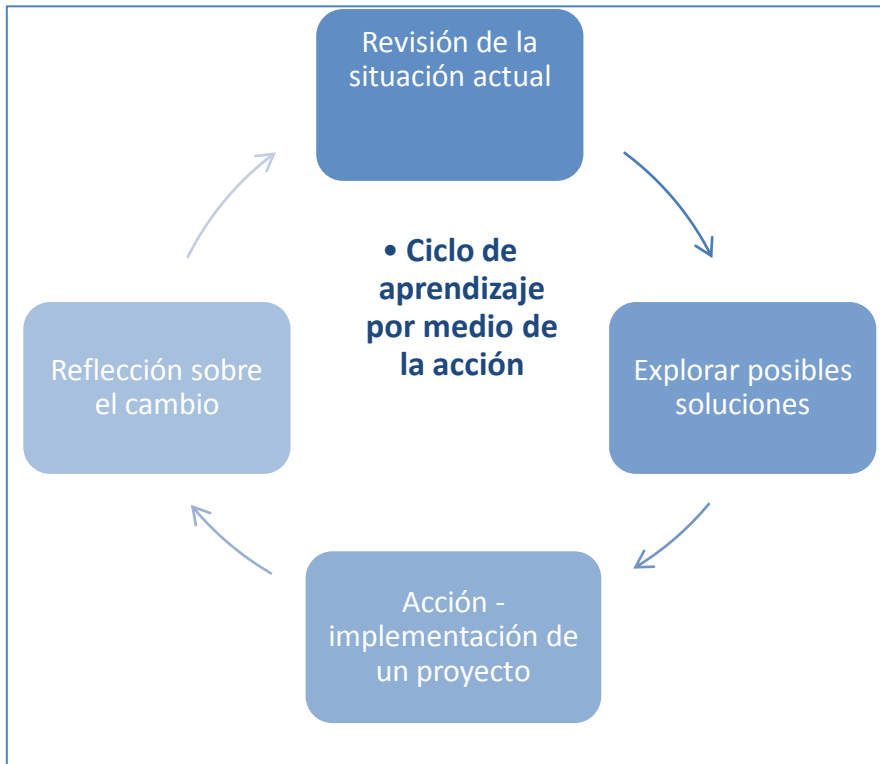 Revisión de la
situación actual
• Ciclo de
aprendizaje
por medio de
la acción
Explorar posibles
soluciones
Acción -
implementación de
un proyecto
Reflección sobre
el cambio